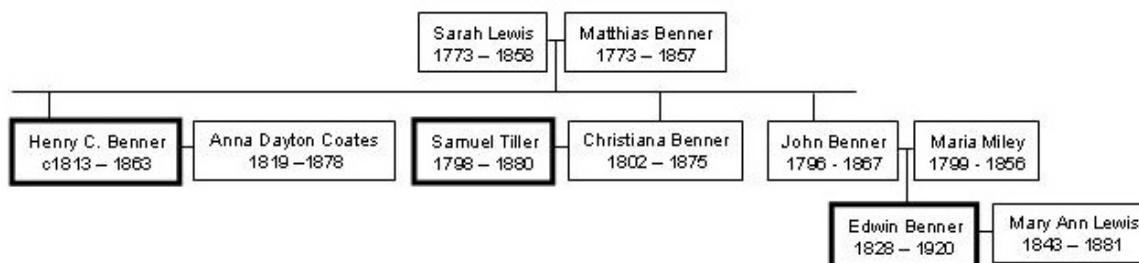 Sarah Lewis
1773 – 1858
Matthias Benner
1773 – 1857
Henry C. Benner
c1813 – 1863
Anna Dayton Coates
1819 –1878
Samuel Tiller
1798 – 1880
Christiana Benner
1802 – 1875
John Benner
1796 - 1867
Maria Miley
1799 - 1856
Edwin Benner
1828 – 1920
Mary Ann Lewis
1843 – 1881